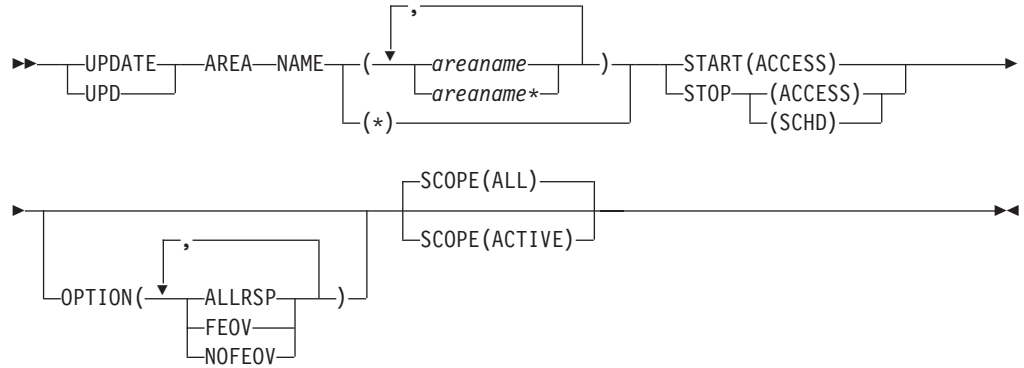 ,
UPDATE AREA NAME ( areaname ) START(ACCESS)
UPD areaname* STOP (ACCESS)
(*) (SCHD)
SCOPE(ALL)
SCOPE(ACTIVE)
,
OPTION( ALLRSP )
FEOV
NOFEOV